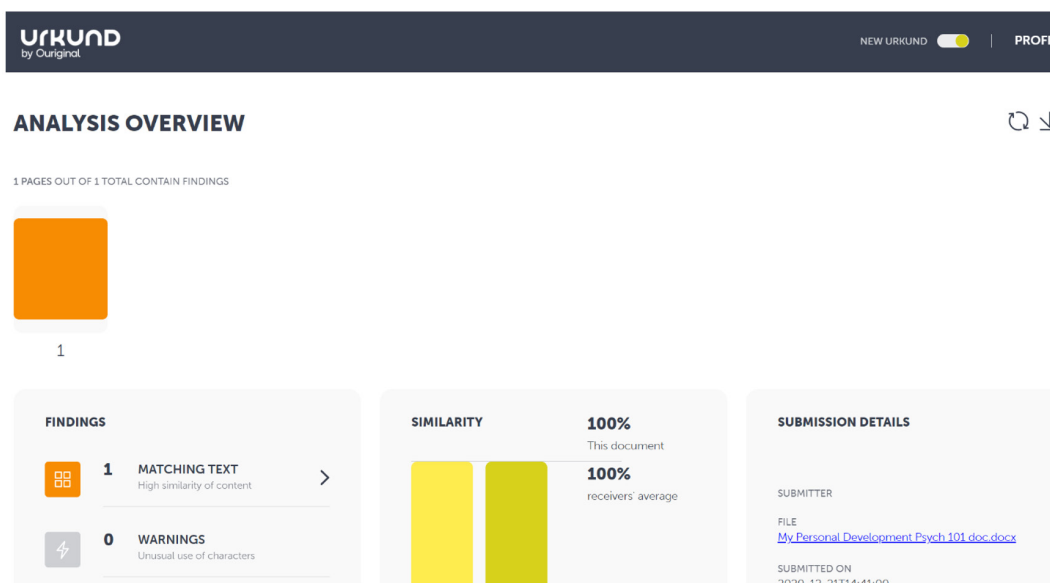 URKUND
by Ouriginal
NEW URKUND
ANALYSIS OVERVIEW
1 PAGES OUT OF 1 TOTAL CONTAIN FINDINGS
1
FINDINGS
1 MATCHING TEXT
High similarity of content
0 WARNINGS
Unusual use of characters
SIMILARITY
100%
This document
100%
receivers' average
SUBMISSION DETAILS
SUBMITTER
FILE
My Personal Development Psych 101 doc.docx
SUBMITTED ON